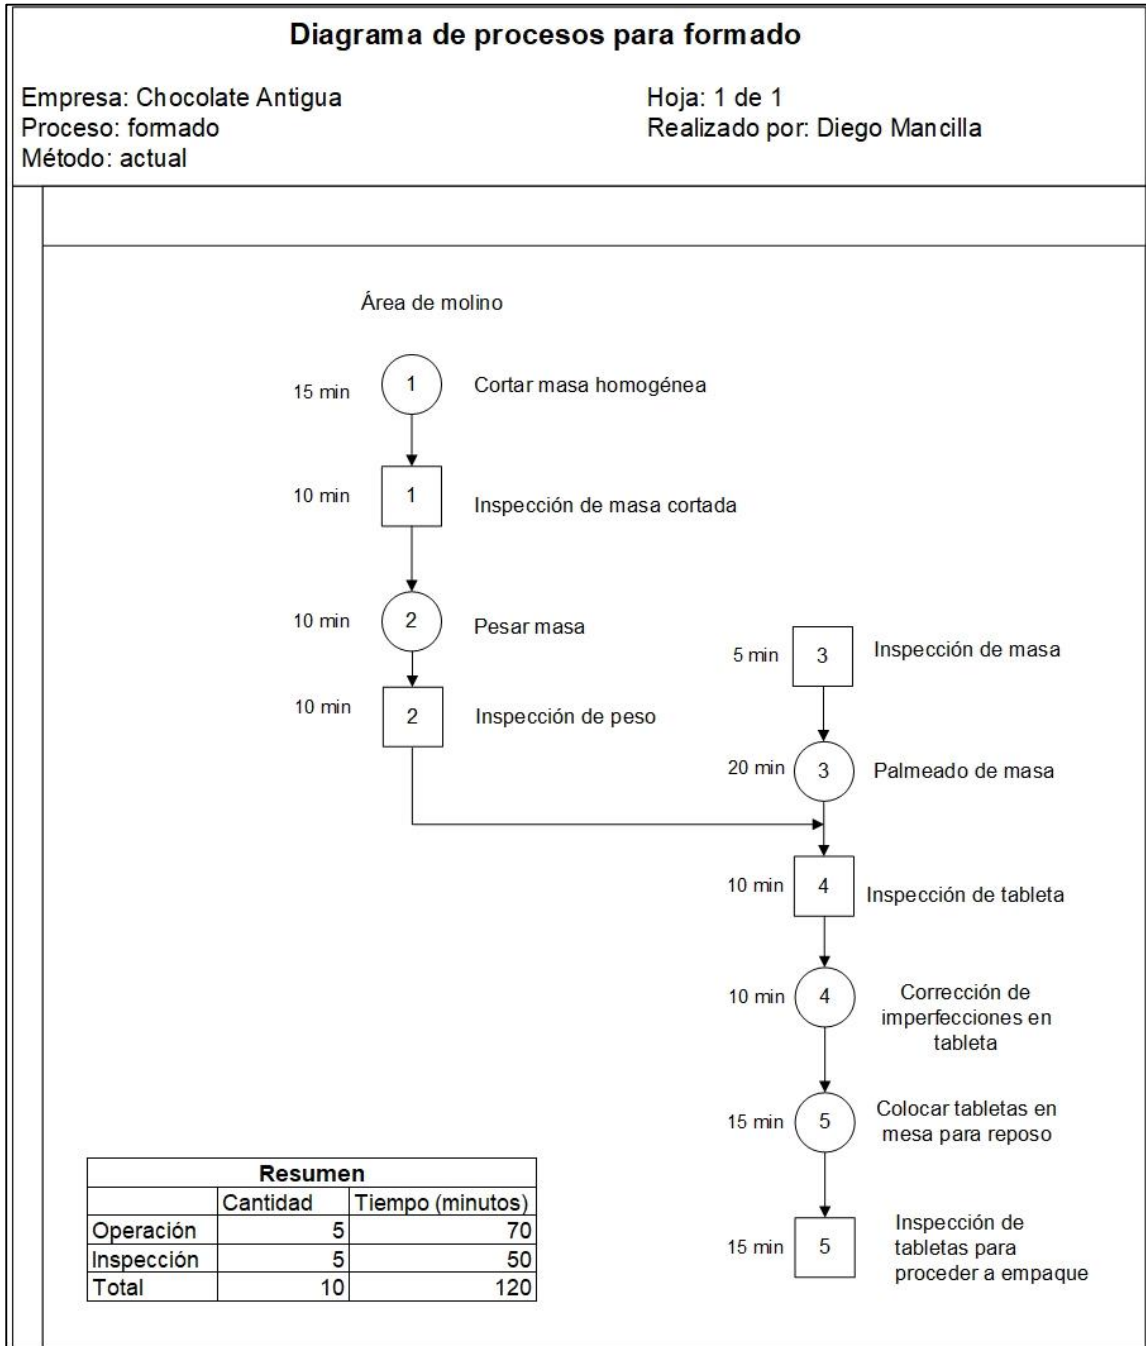 Diagrama de procesos para formado
Empresa: Chocolate Antigua
Proceso: formado
Método: actual
Hoja: 1 de 1
Realizado por: Diego Mancilla
Área de molino
15 min
1
Cortar masa homogénea
10 min
1
Inspección de masa cortada
10 min
2
Pesar masa
10 min
2
Inspección de peso
5 min
3
Inspección de masa
20 min
3
Palmeado de masa
10 min
4
Inspección de tableta
10 min
4
Corrección de
imperfecciones en
tableta
15 min
5
Colocar tabletas en
mesa para reposo
15 min
5
Inspección de
tabletas para
proceder a empaque
Resumen
Cantidad Tiempo (minutos)
Operación 5 70
Inspección 5 50
Total 10 120